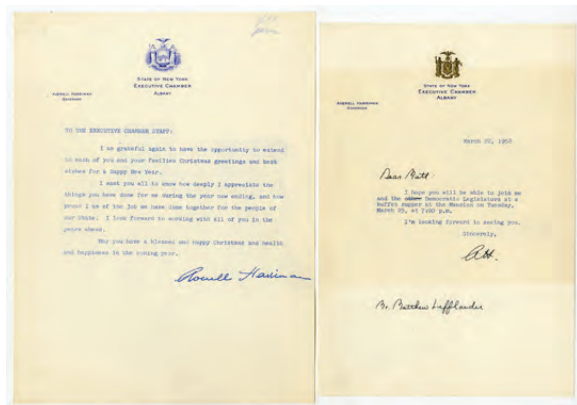 STATE OF NEW YORK
EXECUTIVE CHAMBER
ALBANY
AVERELL HARRIMAN
GOVERNOR
TO THE EXECUTIVE CHAMBER STAFF:
I am grateful again to have the opportunity to extend
to each of you and your families Christmas greetings and best
wishes for a Happy New Year.
I want you all to know how deeply I appreciate the
things you have done for me during the year now ending, and how
proud I am of the job we have done together for the people of
our State. I look forward to working with all of you in the
years ahead.
May you have a blessed and happy Christmas and health
and happiness in the coming year.
Averell Harriman
STATE OF NEW YORK
EXECUTIVE CHAMBER
ALBANY
AVERELL HARRIMAN
GOVERNOR
March 1958
Dear Matt:
I hope you will be able to join me
and the other Democratic Legislators at a
buffet supper at the Mansion on Tuesday,
March 25, at 7:00 p.m.
I'm looking forward to seeing you.
Sincerely,
AH.
Matthew